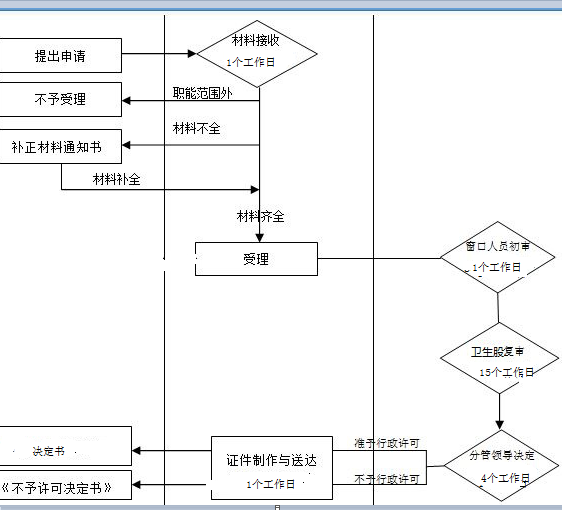 提出申请
材料接收
1个工作日
不予受理
职能范围外
补正材料通知书
材料不全
材料补全
材料齐全
受理
窗口人员初审
1个工作日
卫生股复审
15个工作日
准予行政许可
分管领导决定
4个工作日
不予行政许可
证件制作与送达
1个工作日
决定书
《不予许可决定书》